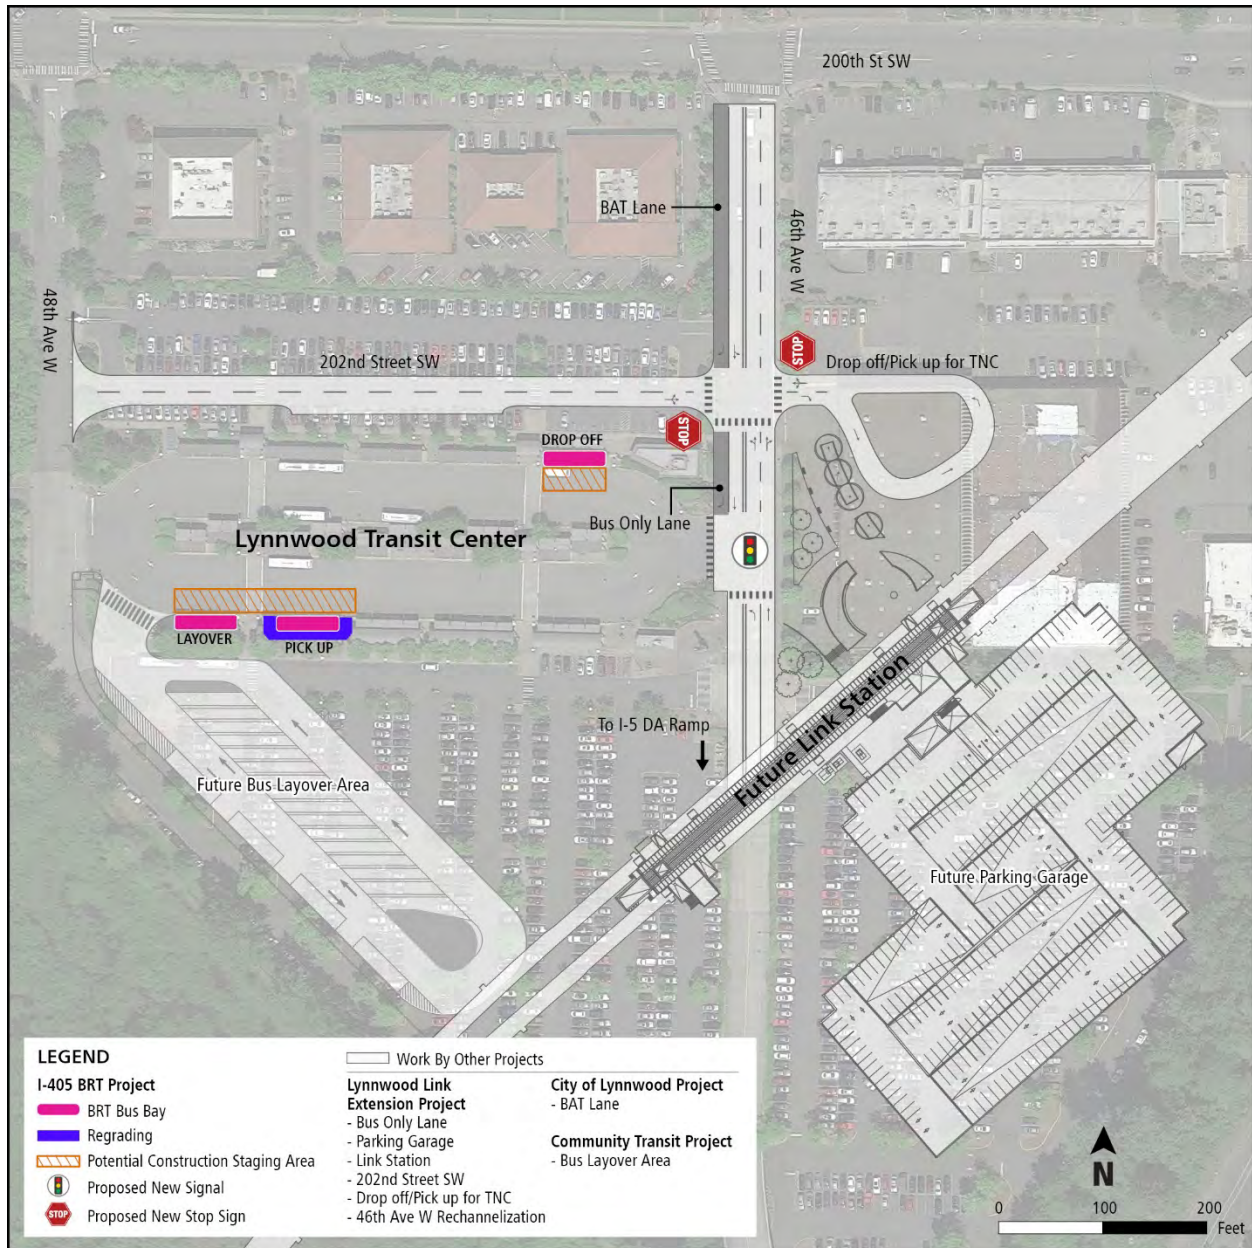 200th St SW
BAT Lane
46th Ave W
48th Ave W
202nd Street SW
STOP
Drop off/Pick up for TNC
STOP
DROP OFF
Bus Only Lane
Lynnwood Transit Center
LAYOVER
PICK UP
To I-5 DA Ramp
Future Link Station
Future Bus Layover Area
Future Parking Garage
LEGEND
I-405 BRT Project
BRT Bus Bay
Regrading
Potential Construction Staging Area
Proposed New Signal
STOP
Proposed New Stop Sign
Work By Other Projects
Lynnwood Link
Extension Project
- Bus Only Lane
- Parking Garage
- Link Station
- 202nd Street SW
- Drop off/Pick up for TNC
- 46th Ave W Rechannelization
City of Lynnwood Project
- BAT Lane
Community Transit Project
- Bus Layover Area
N
0 100 200
Feet